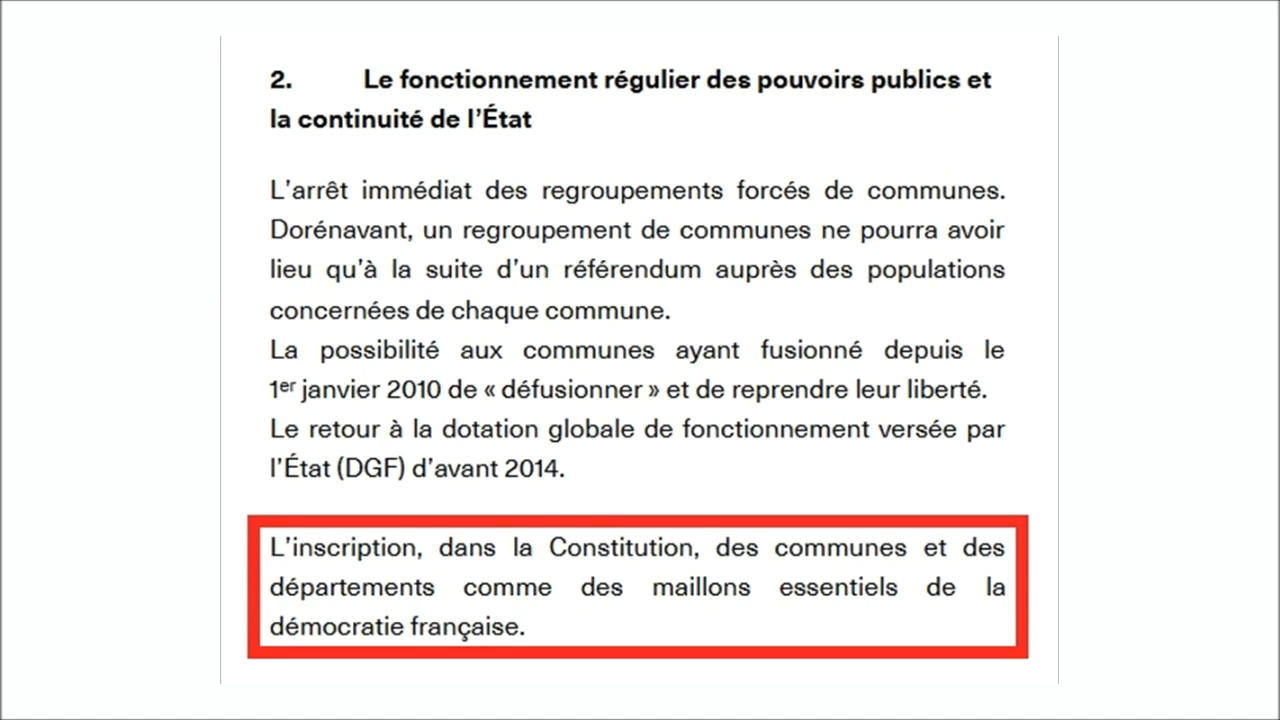 2. Le fonctionnement régulier des pouvoirs publics et
la continuité de l’État
L’arrêt immédiat des regroupements forcés de communes.
Dorénavant, un regroupement de communes ne pourra avoir
lieu qu’à la suite d’un référendum auprès des populations
concernées de chaque commune.
La possibilité aux communes ayant fusionné depuis le
1er janvier 2010 de « défusionner » et de reprendre leur liberté.
Le retour à la dotation globale de fonctionnement versée par
l’État (DGF) d’avant 2014.
L’inscription, dans la Constitution, des communes et des
départements comme des maillons essentiels de la
démocratie française.